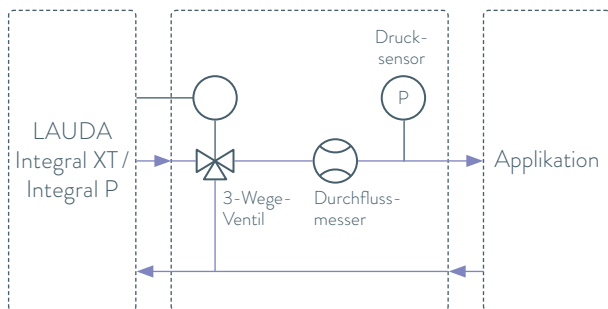 Druck-
sensor
P
LAUDA
Integral XT /
Integral P
Applikation
3-Wege-
Ventil
Durchfluss-
messer